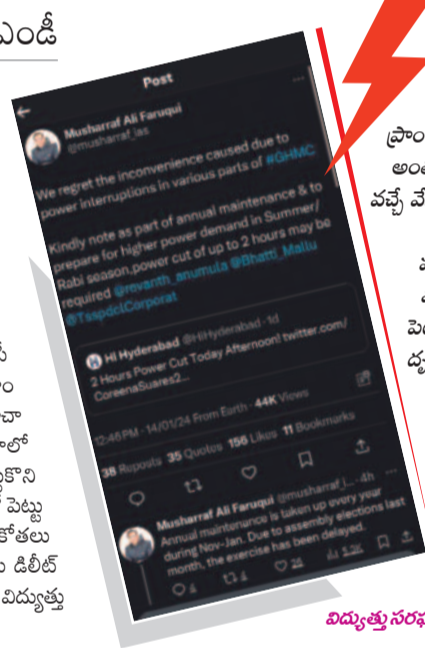 ఎండీ
Post
Musharraf Ali Faruqui
@musharraf_ias
We regret the inconvenience caused due to
power interruptions in various parts of #GHMC
Kindly note as part of annual maintenance & to
prepare for higher power demand in Summer/
Rabi season,power cut of up to 2 hours may be
required @revanth_anumula @Bhatti_Mallu
@TsspdclCorporat
Hi Hyderabad @HiHyderabad · 1d
2 Hours Power Cut Today Afternoon! twitter.com/
CoreenaSuares2...
12:46PM · 14/01/24 From Earth · 44K Views
38 Reposts 35 Quotes 156 Likes 11 Bookmarks
Musharraf Ali Faruqui @musharraf_i... · 4h
Annual maintenance is taken up every year
during Nov-Jan. Due to assembly elections last
month, the exercise has been delayed.
పెట్టు
కోతలు
డిలీట్
విద్యుత్తు
వచ్చే
విద్యుత్తు సరఫ